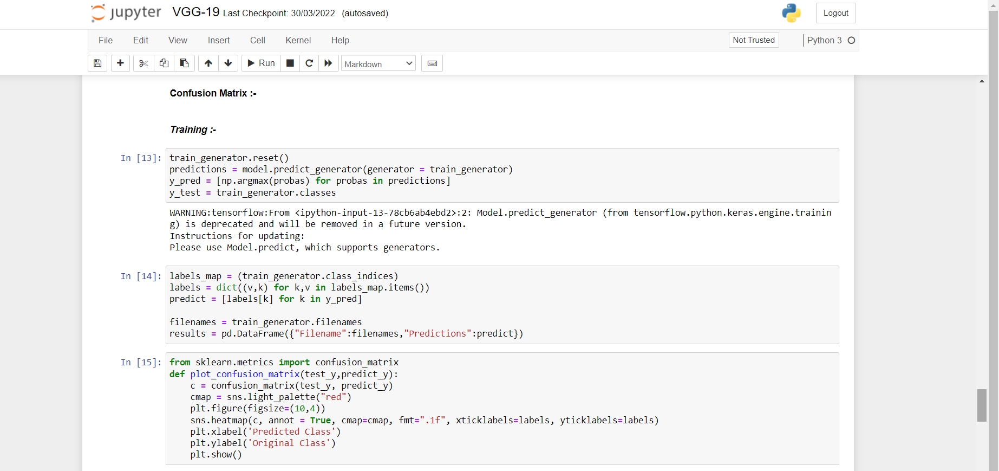 jupyter VGG-19 Last Checkpoint: 30/03/2022 (autosaved) Logout
File Edit View Insert Cell Kernel Help Not Trusted Python 3
Run Markdown
Confusion Matrix :-
Training :-
In [13]: train_generator.reset()
predictions = model.predict_generator(generator = train_generator)
y_pred = [np.argmax(probas) for probas in predictions]
y_test = train_generator.classes
WARNING:tensorflow:From <ipython-input-13-78cb6ab4ebd2>:2: Model.predict_generator (from tensorflow.python.keras.engine.trainin
g) is deprecated and will be removed in a future version.
Instructions for updating:
Please use Model.predict, which supports generators.
In [14]: labels_map = (train_generator.class_indices)
labels = dict((v,k) for k,v in labels_map.items())
predict = [labels[k] for k in y_pred]
filenames = train_generator.filenames
results = pd.DataFrame({"Filename":filenames,"Predictions":predict})
In [15]: from sklearn.metrics import confusion_matrix
def plot_confusion_matrix(test_y,predict_y):
    c = confusion_matrix(test_y, predict_y)
    cmap = sns.light_palette("red")
    plt.figure(figsize=(10,4))
    sns.heatmap(c, annot = True, cmap=cmap, fmt=".1f", xticklabels=labels, yticklabels=labels)
    plt.xlabel('Predicted Class')
    plt.ylabel('Original Class')
    plt.show()